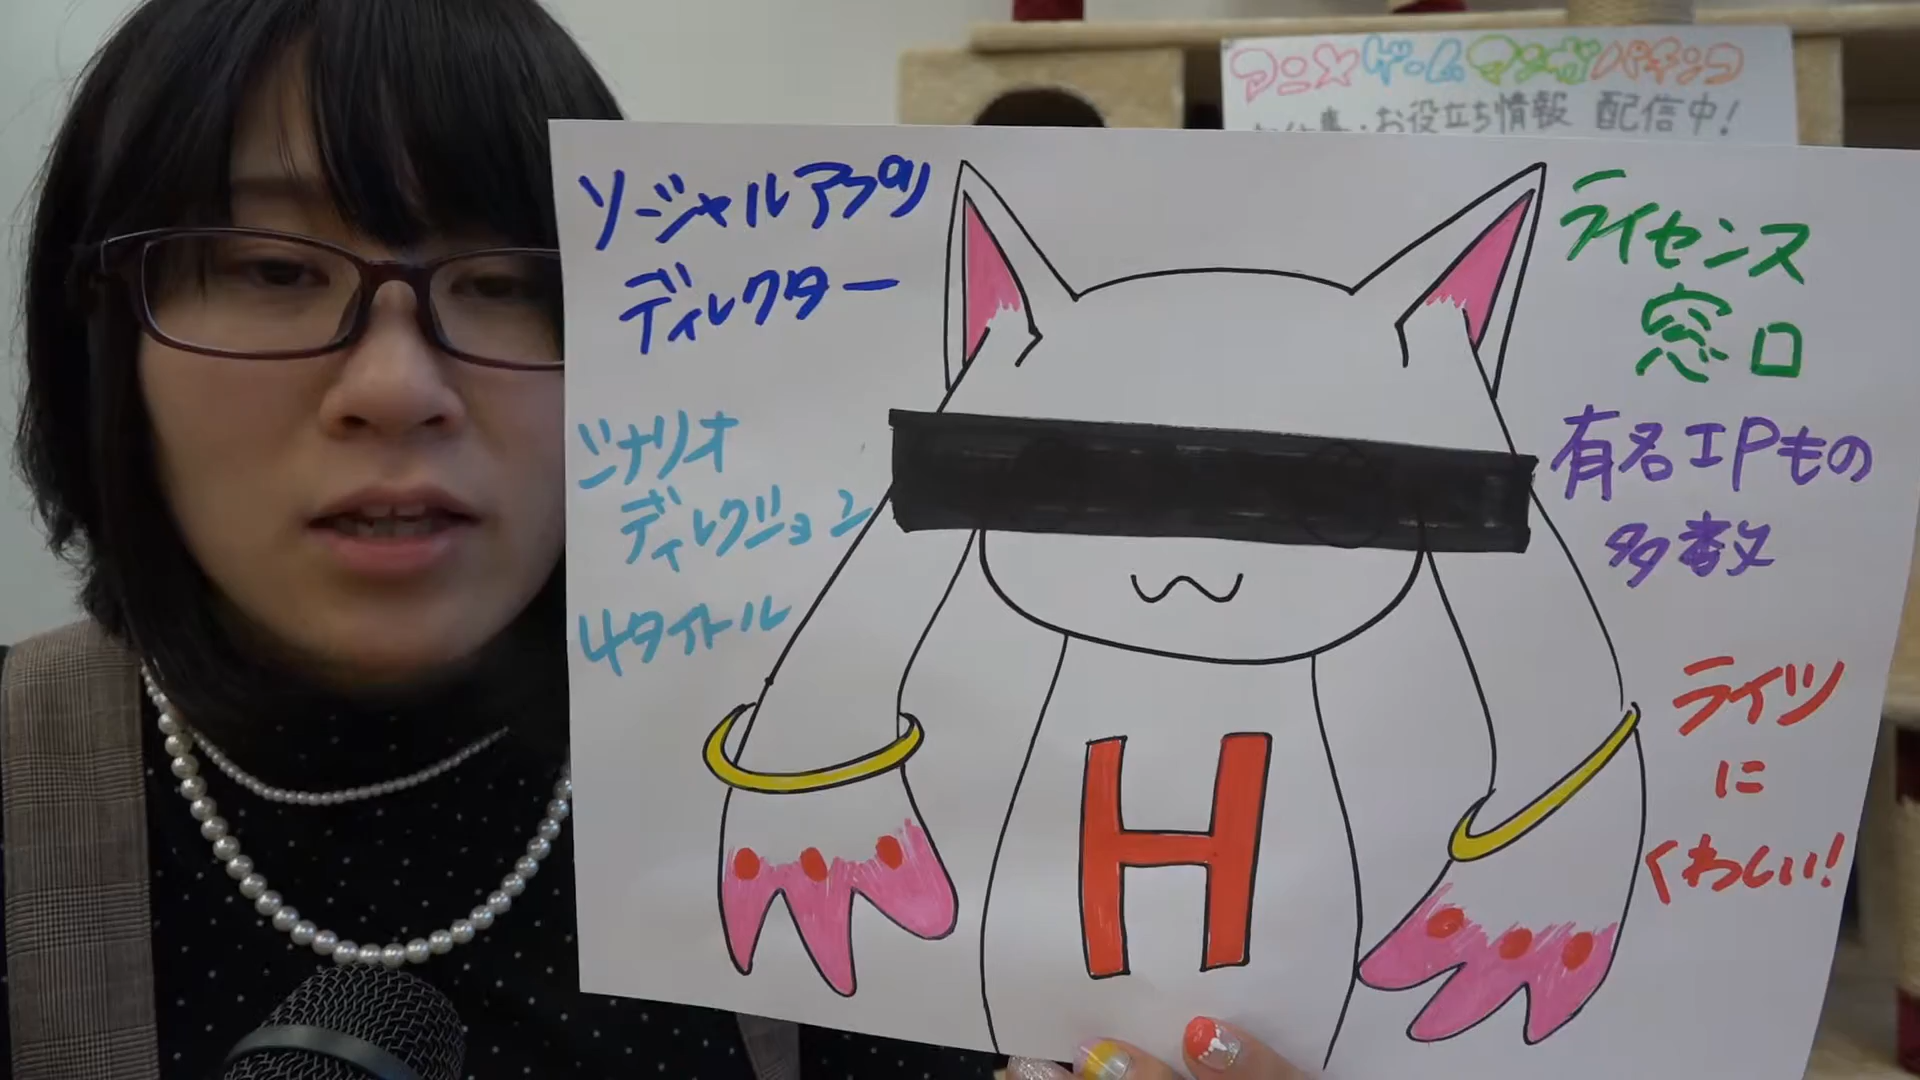 アニメ ゲーム マンガ パチンコ
お仕事・お役立ち情報 配信中!
ソーシャルアプリ
ディレクター
シナリオ
ディレクション
4タイトル
ライセンス
窓口
有名IPもの
多数
ライツ
に
くわしい!
H